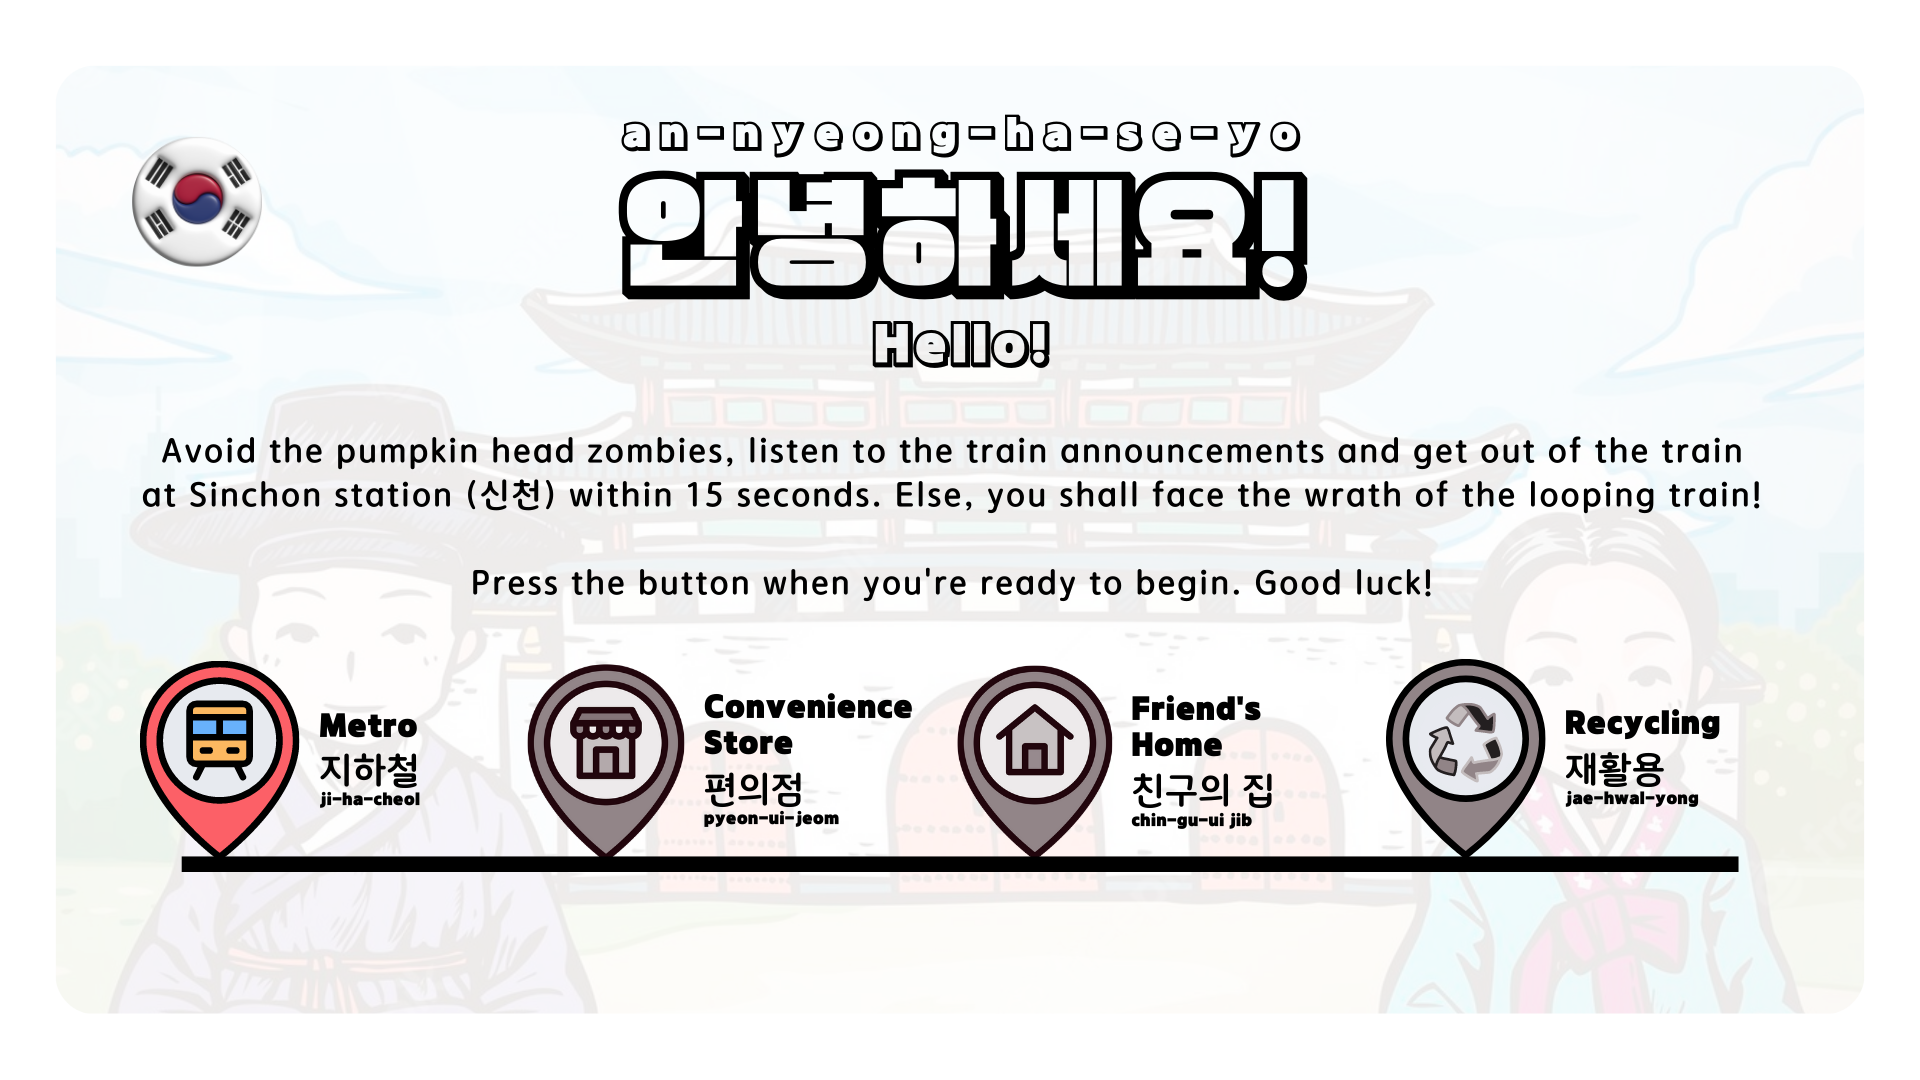 an-nyeong-ha-se-yo
안녕하세요!
Hello!
Avoid the pumpkin head zombies, listen to the train announcements and get out of the train
at Sinchon station (신천) within 15 seconds. Else, you shall face the wrath of the looping train!
Press the button when you're ready to begin. Good luck!
Metro
지하철
ji-ha-cheol
Convenience
Store
편의점
pyeon-ui-jeom
Friend's
Home
친구의 집
chin-gu-ui jib
Recycling
재활용
jae-hwal-yong